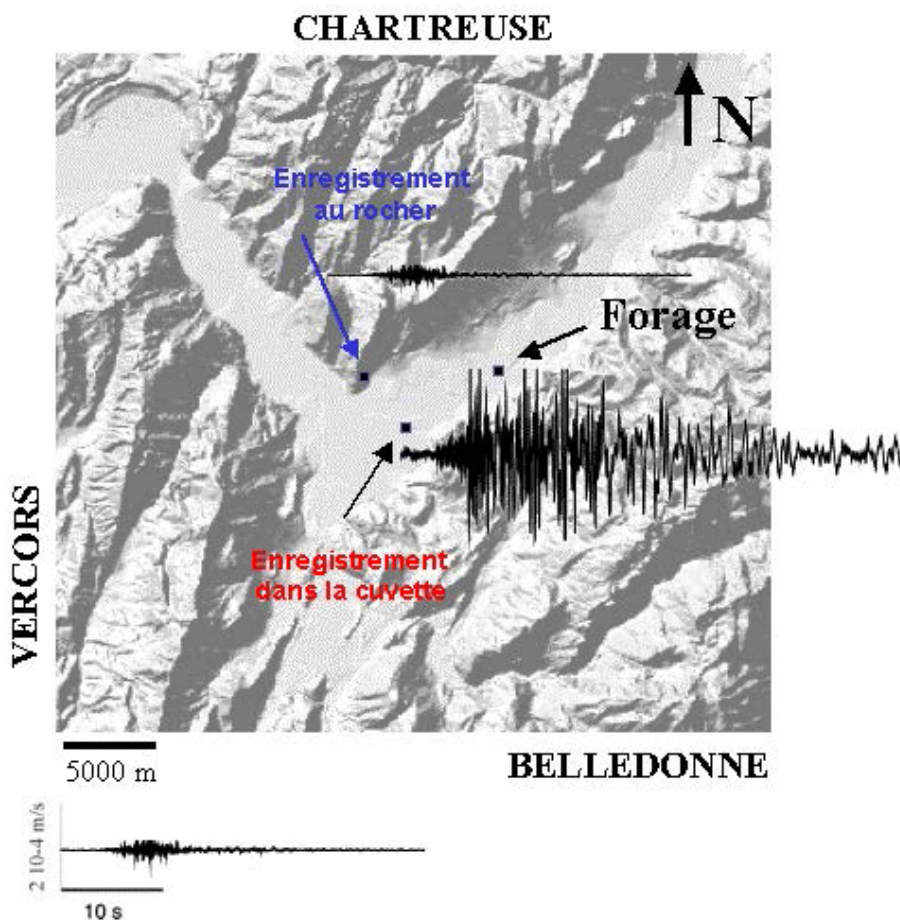 CHARTREUSE
N
Enregistrement
au rocher
Forage
VERCORS
Enregistrement
dans la cuvette
5000 m
BELLEDONNE
2 10-4 m/s
10 s